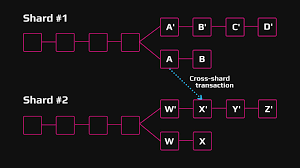 Shard #1
A' B' C' D'
A B
Cross-shard
transaction
Shard #2
W' X' Y' Z'
W X